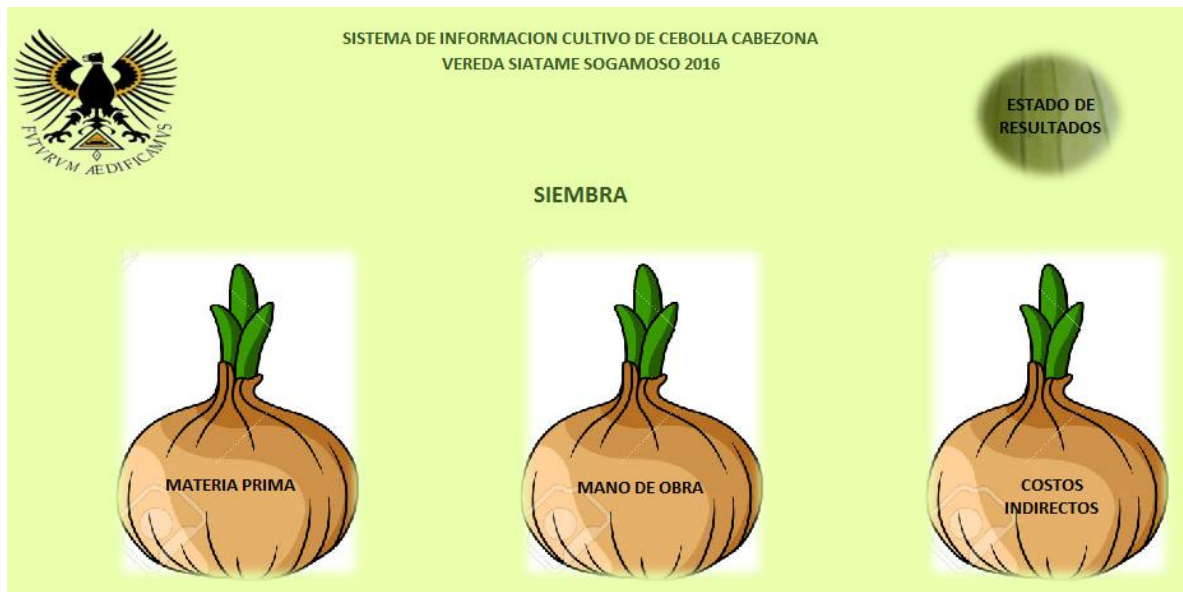 SISTEMA DE INFORMACION CULTIVO DE CEBOLLA CABEZONA
VEREDA SIATAME SOGAMOSO 2016
FVTVRVM AEDIFICAMVS
ESTADO DE
RESULTADOS
SIEMBRA
MATERIA PRIMA
MANO DE OBRA
COSTOS
INDIRECTOS